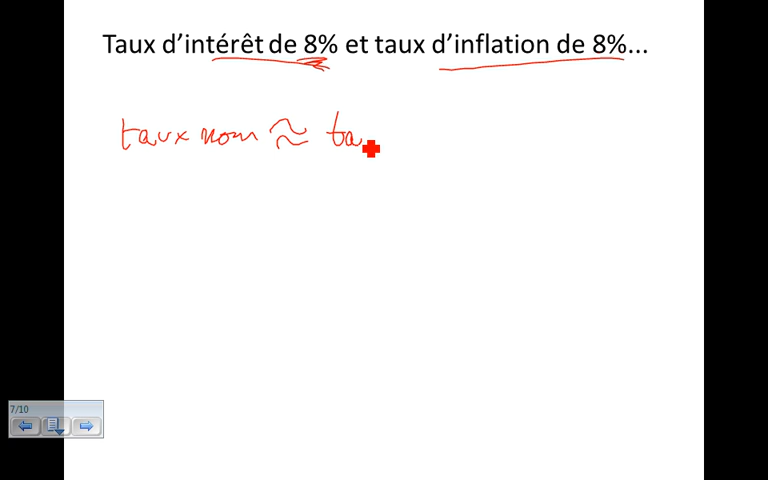 Taux d'intérêt de 8% et taux d'inflation de 8%...
taux nom ≈ ta
7/10